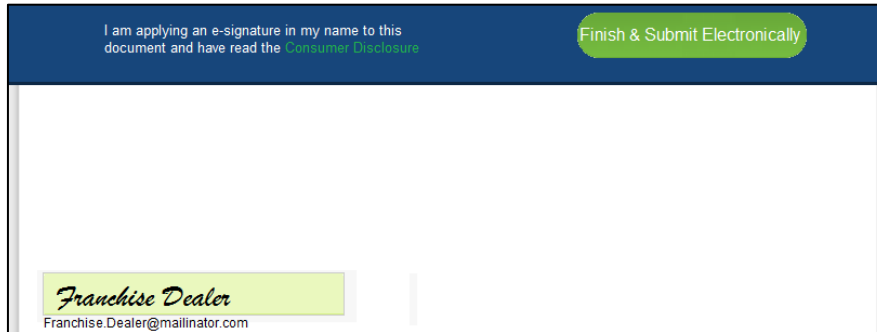 I am applying an e-signature in my name to this
document and have read the Consumer Disclosure
Finish & Submit Electronically
Franchise Dealer
Franchise.Dealer@mailinator.com